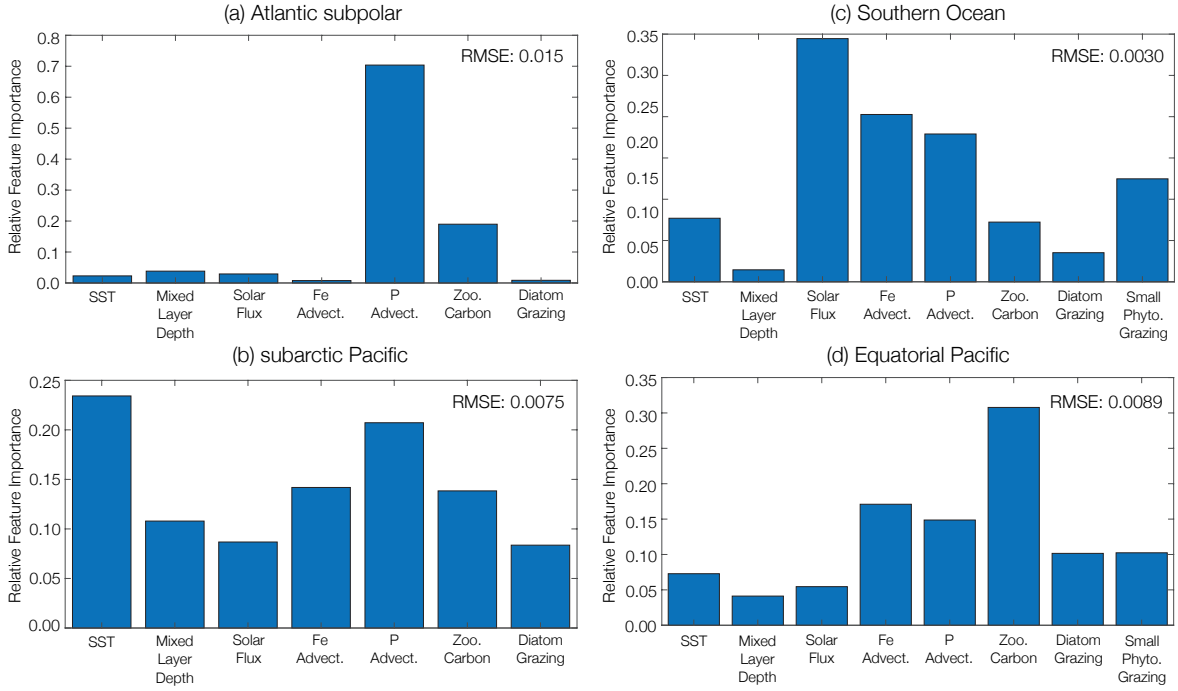 (a) Atlantic subpolar
RMSE: 0.015
Relative Feature Importance
0.8
0.7
0.6
0.5
0.4
0.3
0.2
0.1
0.0
SST
Mixed
Layer
Depth
Solar
Flux
Fe
Advect.
P
Advect.
Zoo.
Carbon
Diatom
Grazing
(c) Southern Ocean
RMSE: 0.0030
Relative Feature Importance
0.35
0.20
0.15
0.10
0.05
0.00
SST
Mixed
Layer
Depth
Solar
Flux
Fe
Advect.
P
Advect.
Zoo.
Carbon
Diatom
Grazing
Small
Phyto.
Grazing
(b) subarctic Pacific
RMSE: 0.0075
Relative Feature Importance
0.25
0.20
0.15
0.10
0.05
0.00
SST
Mixed
Layer
Depth
Solar
Flux
Fe
Advect.
P
Advect.
Zoo.
Carbon
Diatom
Grazing
(d) Equatorial Pacific
RMSE: 0.0089
Relative Feature Importance
0.35
0.30
0.20
0.15
0.10
0.05
0.00
SST
Mixed
Layer
Depth
Solar
Flux
Fe
Advect.
P
Advect.
Zoo.
Carbon
Diatom
Grazing
Small
Phyto.
Grazing